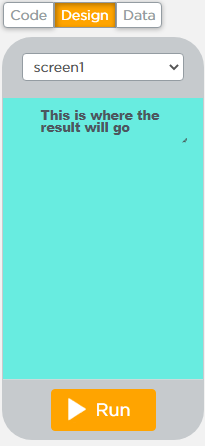 Code Design Data
screen1
This is where the
result will go
Run